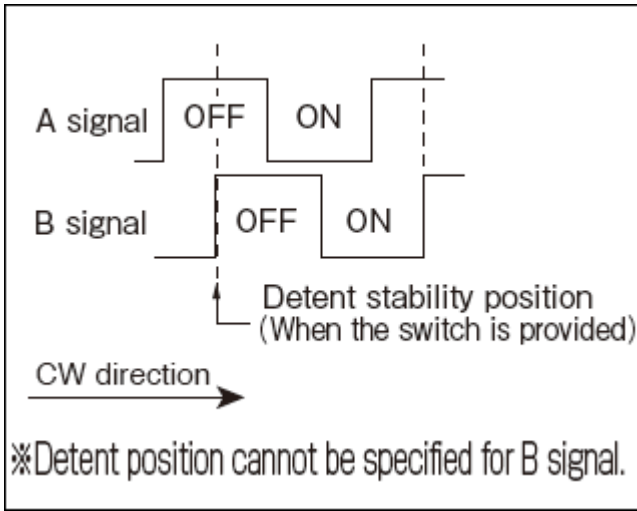 A signal OFF ON
B signal OFF ON
Detent stability position
(When the switch is provided)
CW direction
※Detent position cannot be specified for B signal.